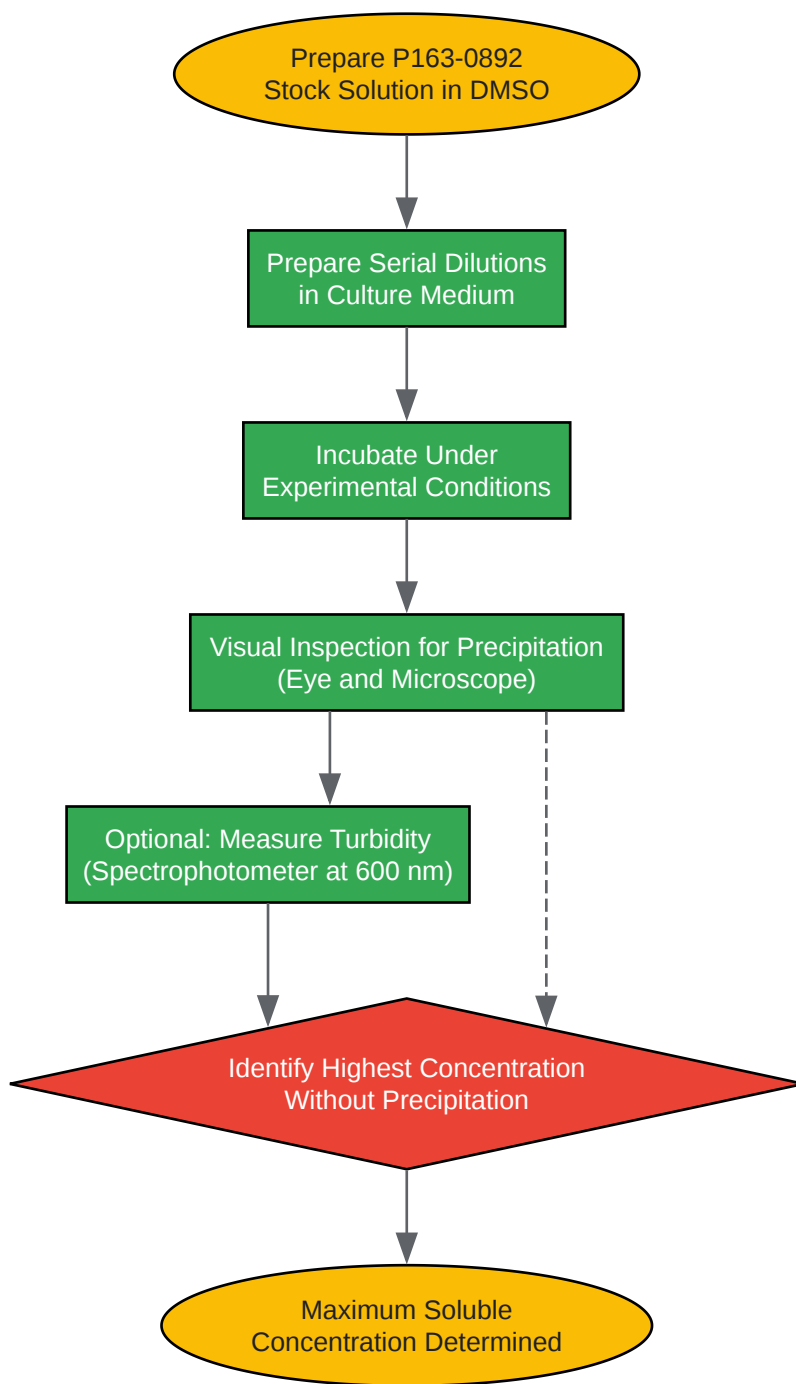 Prepare P163-0892
Stock Solution in DMSO
Prepare Serial Dilutions
in Culture Medium
Incubate Under
Experimental Conditions
Visual Inspection for Precipitation
(Eye and Microscope)
Optional: Measure Turbidity
(Spectrophotometer at 600 nm)
Identify Highest Concentration
Without Precipitation
Maximum Soluble
Concentration Determined